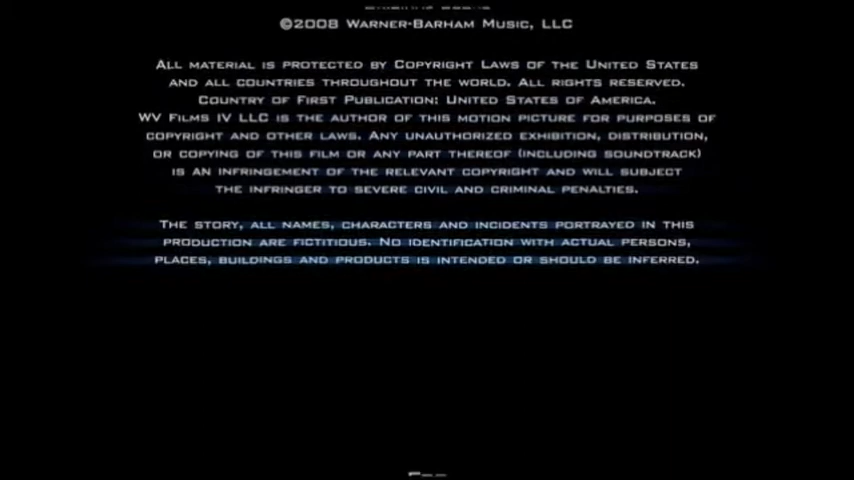 ©2008 Warner-Barham Music, LLC
All material is protected by Copyright Laws of the United States
and all countries throughout the world. All rights reserved.
Country of First Publication: United States of America.
WV Films IV LLC is the author of this motion picture for purposes of
copyright and other laws. Any unauthorized exhibition, distribution,
or copying of this film or any part thereof (including soundtrack)
is an infringement of the relevant copyright and will subject
the infringer to severe civil and criminal penalties.
The story, all names, characters and incidents portrayed in this
production are fictitious. No identification with actual persons,
places, buildings and products is intended or should be inferred.